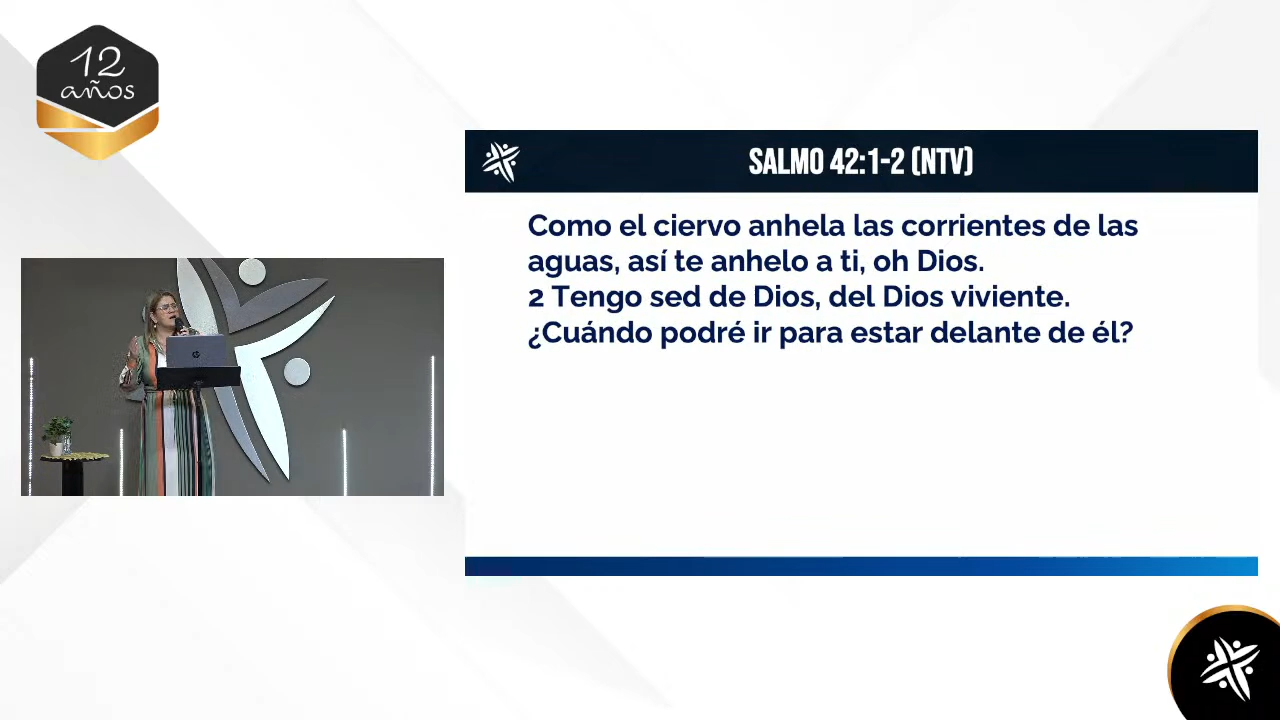 12
años
SALMO 42:1-2 (NTV)
Como el ciervo anhela las corrientes de las
aguas, así te anhelo a ti, oh Dios.
2 Tengo sed de Dios, del Dios viviente.
¿Cuándo podré ir para estar delante de él?